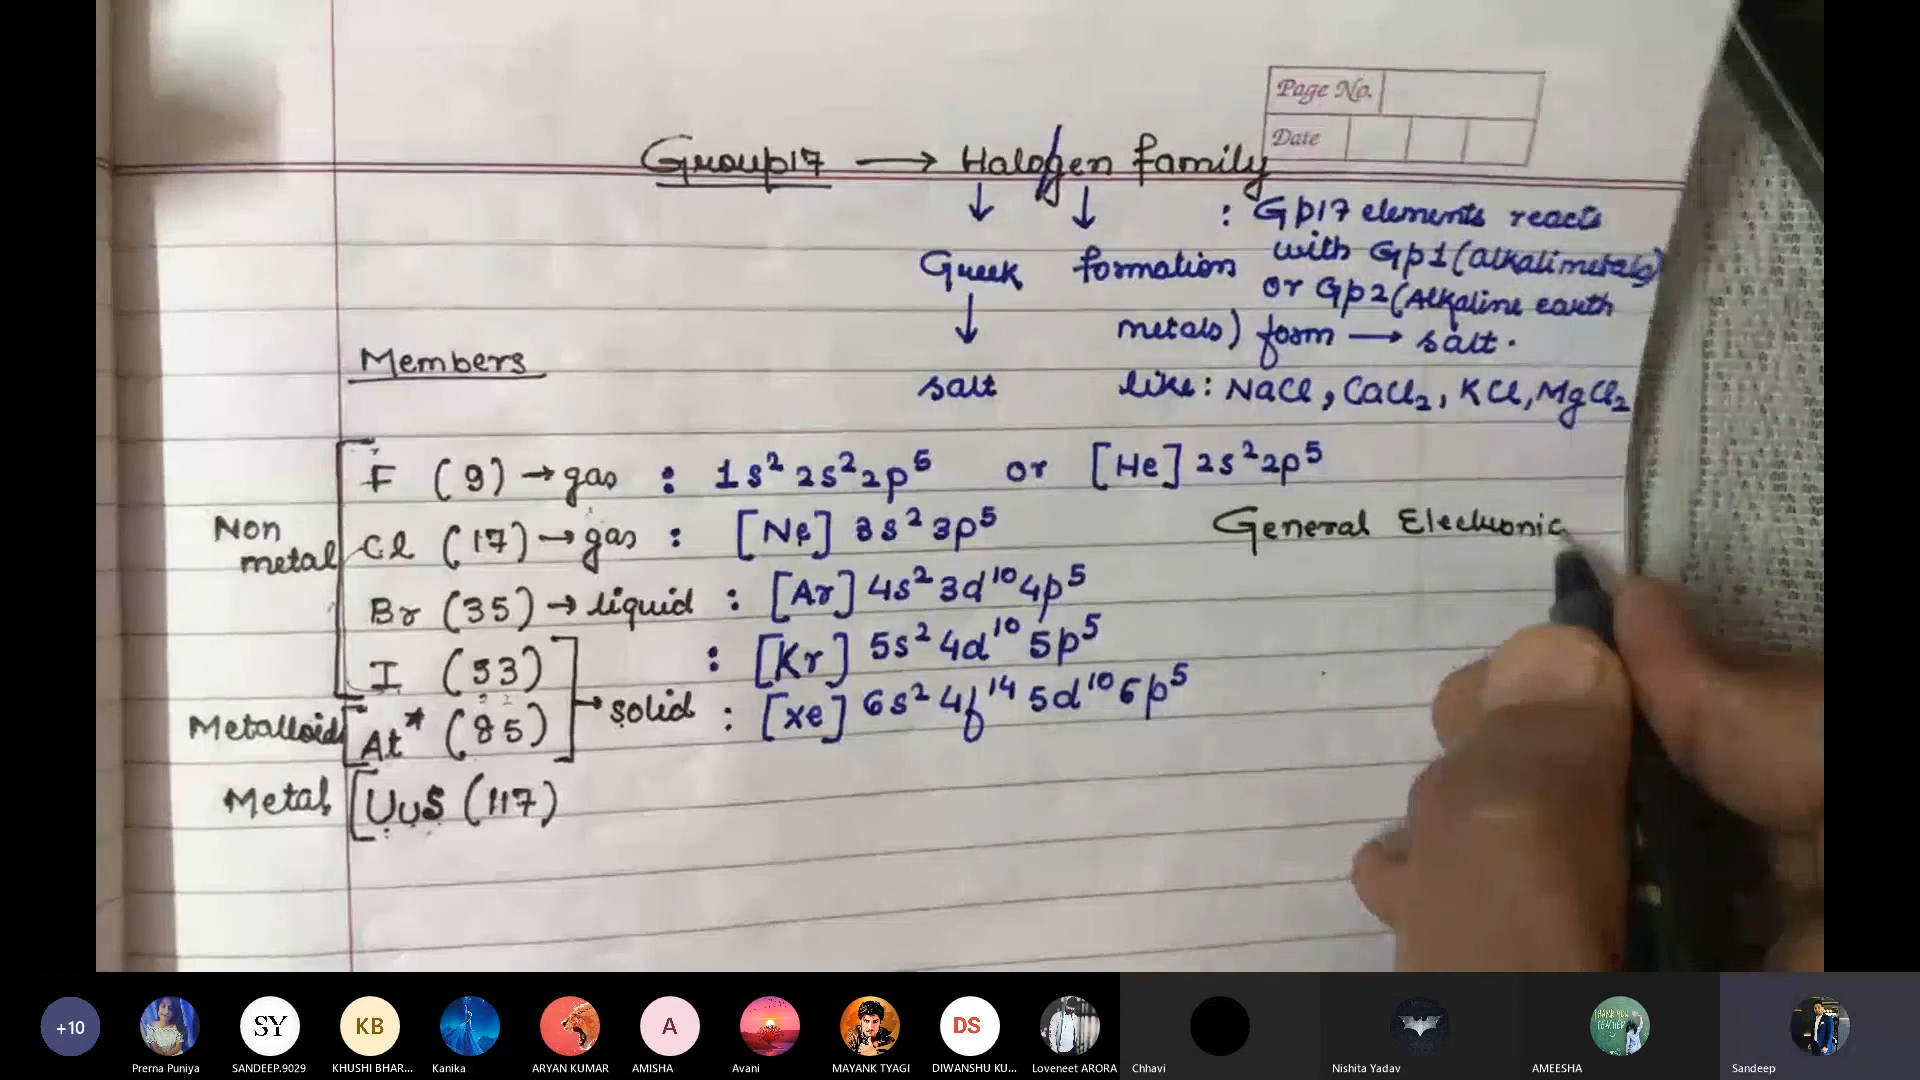 Page No.
Date
Group17 → Halogen family
↓ ↓
: Gp17 elements reacts
Greek formation with Gp1 (alkali metals)
or Gp2 (Alkaline earth
↓ metals) form → salt.
Members
salt like: NaCl, CaCl2, KCl, MgCl2
F (9) → gas : 1s² 2s² 2p⁵ or [He] 2s² 2p⁵
Non metal
Cl (17) → gas : [Ne] 3s² 3p⁵
General Electronic
Br (35) → liquid : [Ar] 4s² 3d¹⁰ 4p⁵
I (53) : [Kr] 5s² 4d¹⁰ 5p⁵
→ solid
Metalloid At* (85) : [Xe] 6s² 4f¹⁴ 5d¹⁰ 6p⁵
Metal UuS (117)
+10
SY
KB
A
DS
THANK YOU TEACHER
Prerna Puniya
SANDEEP.9029
KHUSHI BHAR...
Kanika
ARYAN KUMAR
AMISHA
Avani
MAYANK TYAGI
DIWANSHU KU...
Loveneet ARORA
Chhavi
Nishita Yadav
AMEESHA
Sandeep